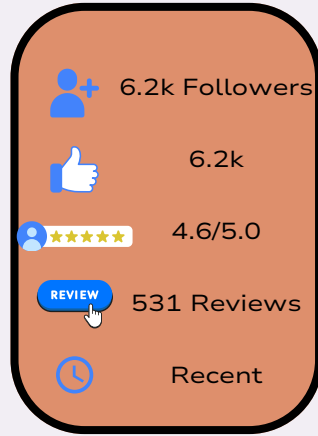 6.2k Followers
6.2k
4.6/5.0
REVIEW
531 Reviews
Recent